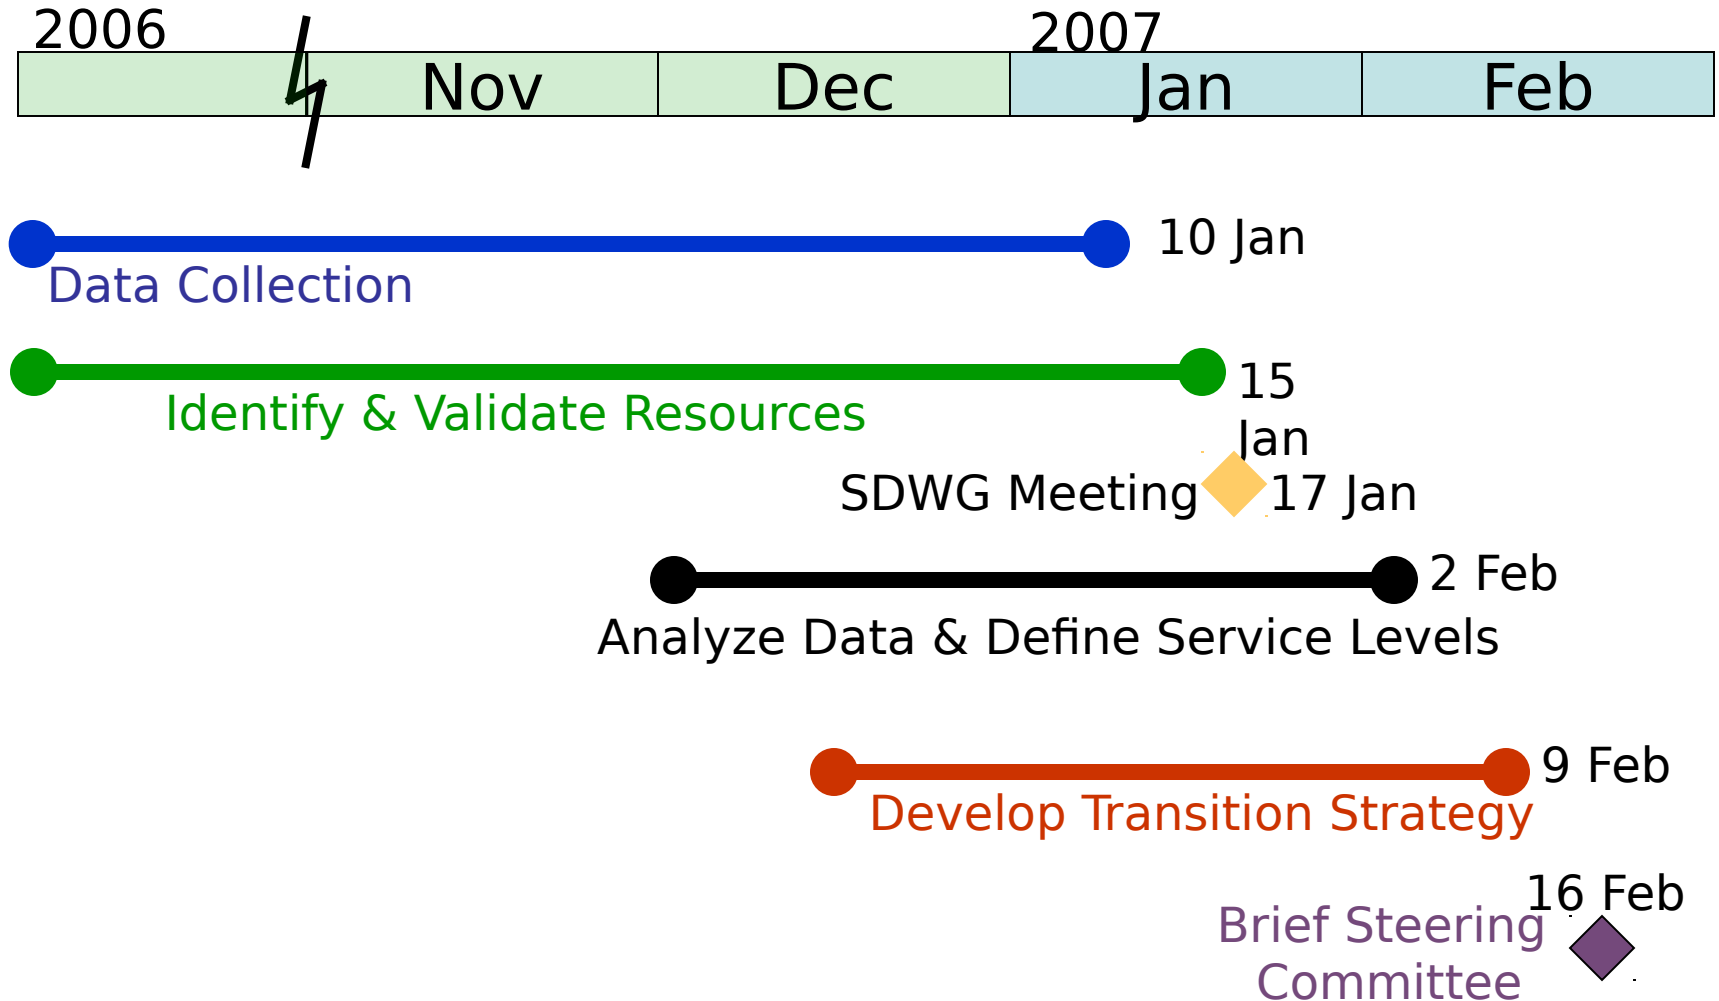 2006
2007
Nov
Dec
Jan
Feb
10 Jan
Data Collection
15
Jan
Identify & Validate Resources
SDWG Meeting
17 Jan
2 Feb
Analyze Data & Define Service Levels
9 Feb
Develop Transition Strategy
16 Feb
Brief Steering
Committee